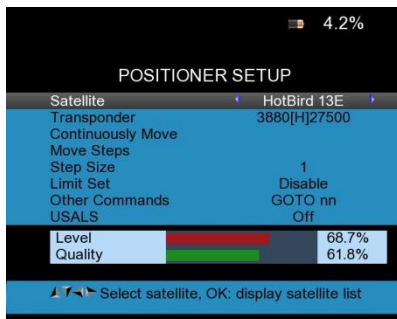 4.2%
POSITIONER SETUP
Satellite HotBird 13E
Transponder 3880[H]27500
Continuously Move
Move Steps
Step Size 1
Limit Set Disable
Other Commands GOTO nn
USALS Off
Level 68.7%
Quality 61.8%
Select satellite, OK: display satellite list